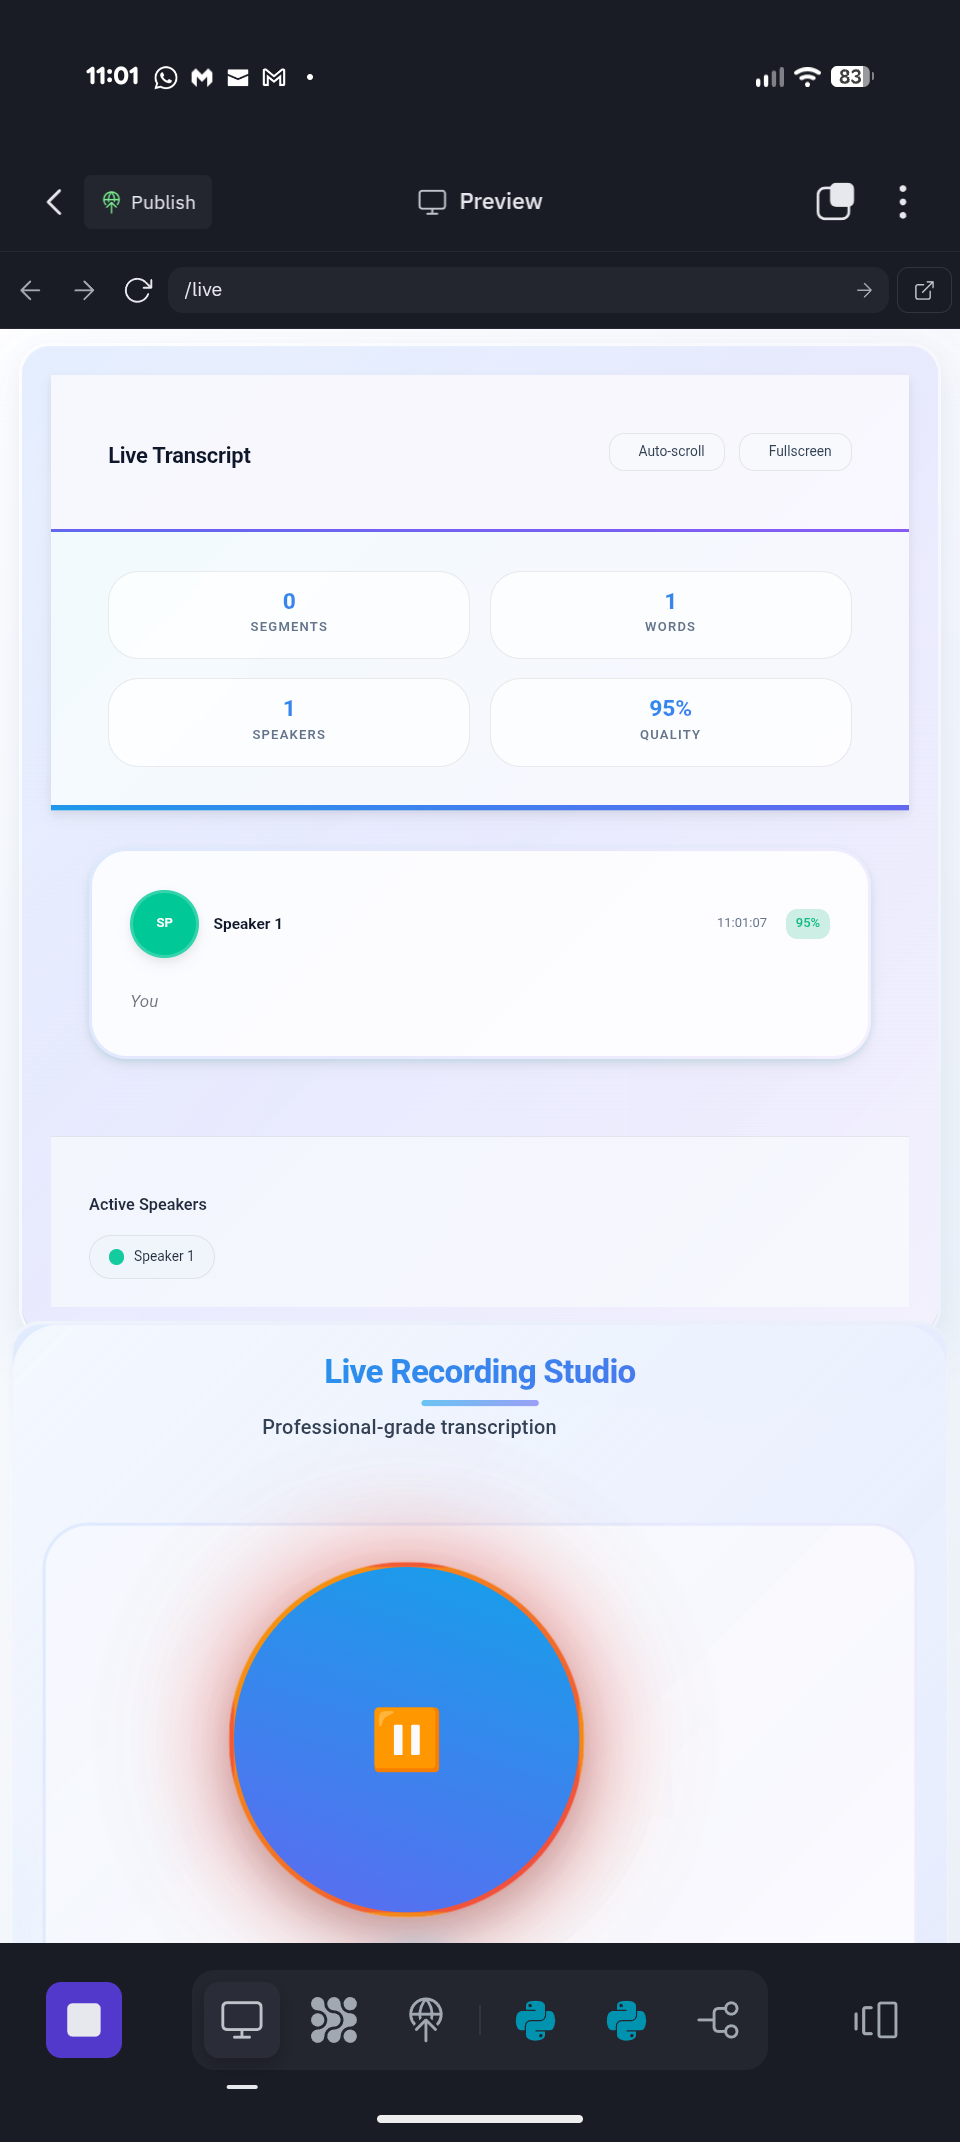 11:01
83
Publish
Preview
/live
Live Transcript
Auto-scroll
Fullscreen
0
SEGMENTS
1
WORDS
1
SPEAKERS
95%
QUALITY
SP
Speaker 1
11:01:07
95%
You
Active Speakers
Speaker 1
Live Recording Studio
Professional-grade transcription